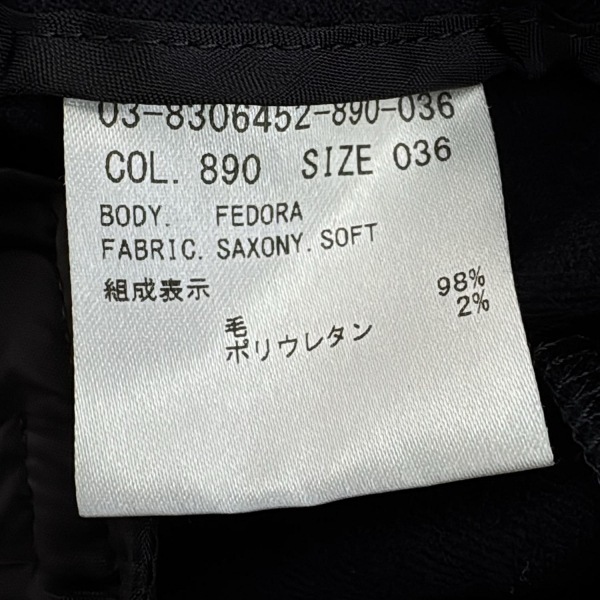 03-8306452-890-036
COL. 890 SIZE 036
BODY. FEDORA
FABRIC. SAXONY. SOFT
組成表示
毛 98%
ポリウレタン 2%